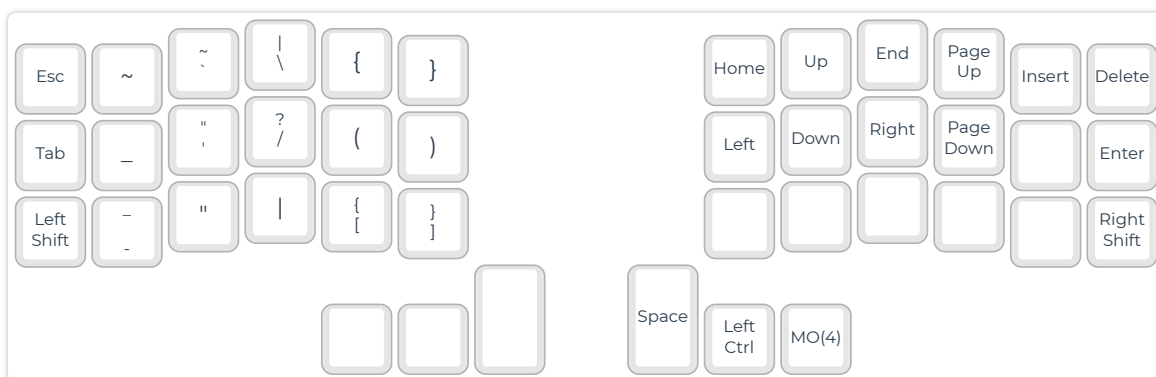 Esc
~
~
`
|
\
{
}
Home
Up
End
Page
Up
Insert
Delete
Tab
_
"
'
?
/
(
)
Left
Down
Right
Page
Down
Enter
Left
Shift
_
-
"
|
{
[
}
]
Right
Shift
Space
Left
Ctrl
MO(4)